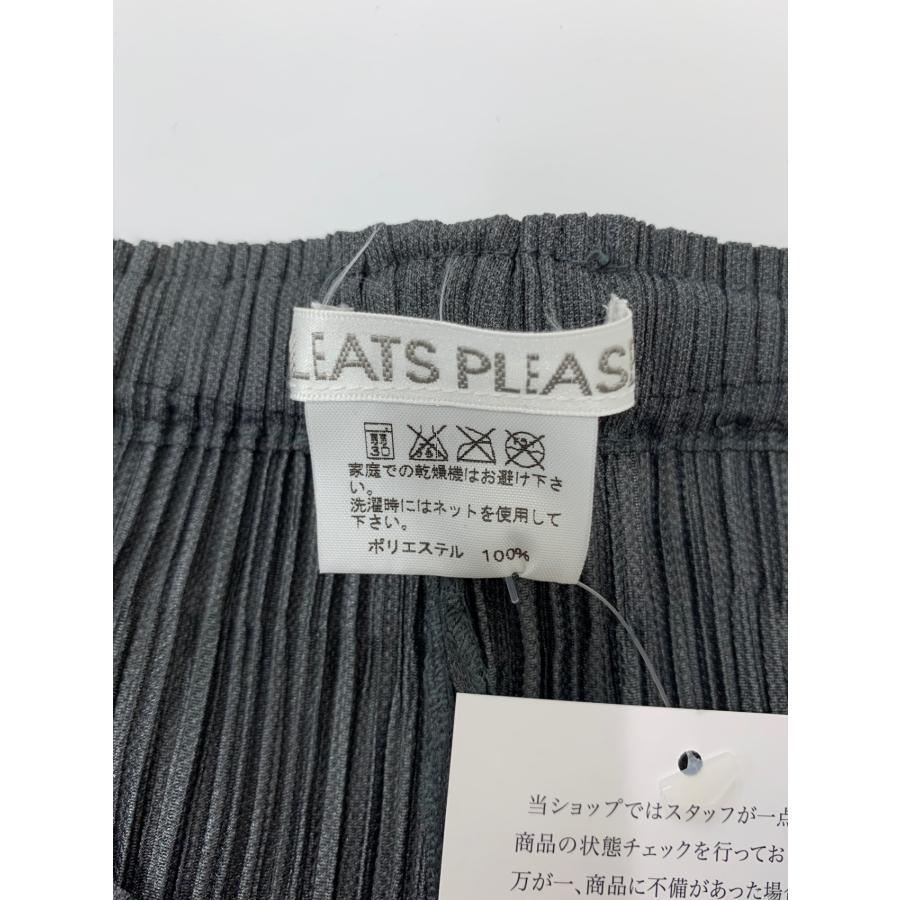 LEATS PLEASE
30
家庭での乾燥機はお避け下さ
い。
洗濯時にはネットを使用して
下さい。
ポリエステル 100%
当ショップではスタッフが一点
商品の状態チェックを行ってお
万が一、商品に不備があった場合